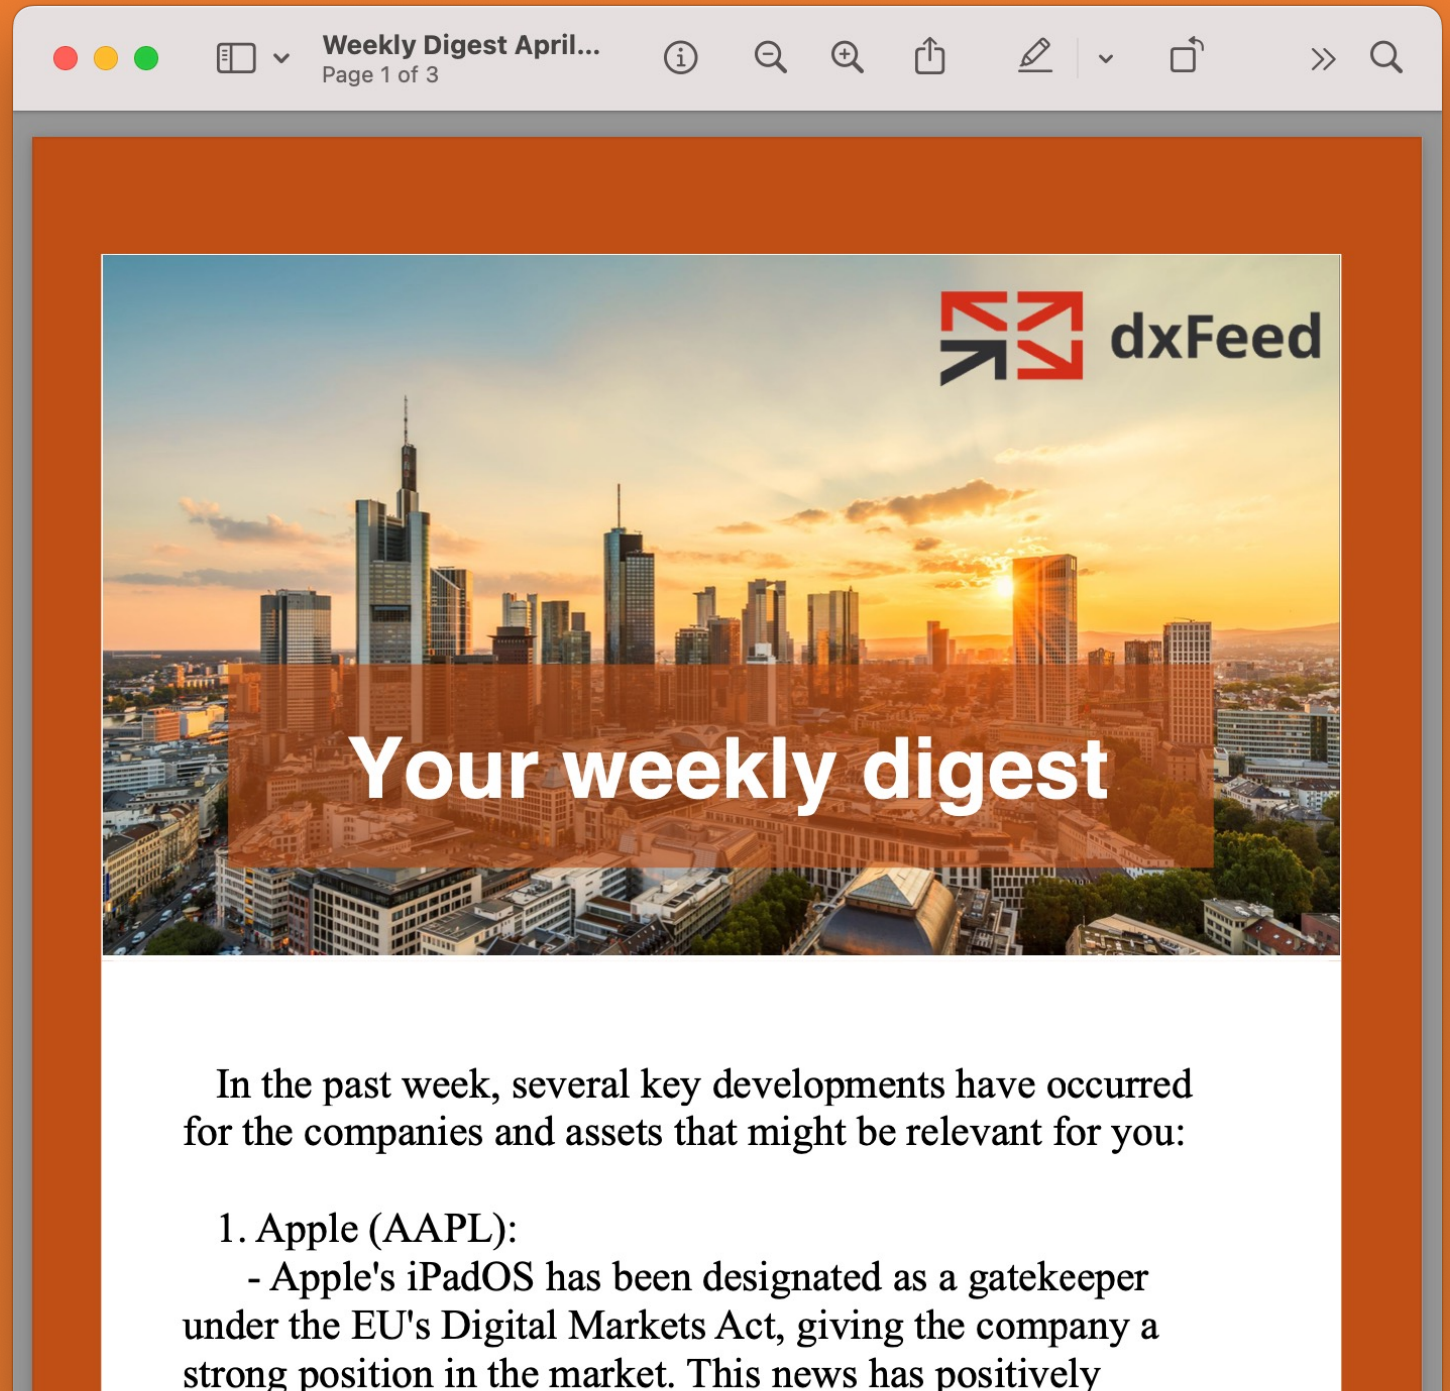 Weekly Digest April...
Page 1 of 3
dxFeed
Your weekly digest
In the past week, several key developments have occurred
for the companies and assets that might be relevant for you:
1. Apple (AAPL):
- Apple's iPadOS has been designated as a gatekeeper
under the EU's Digital Markets Act, giving the company a
strong position in the market. This news has positively